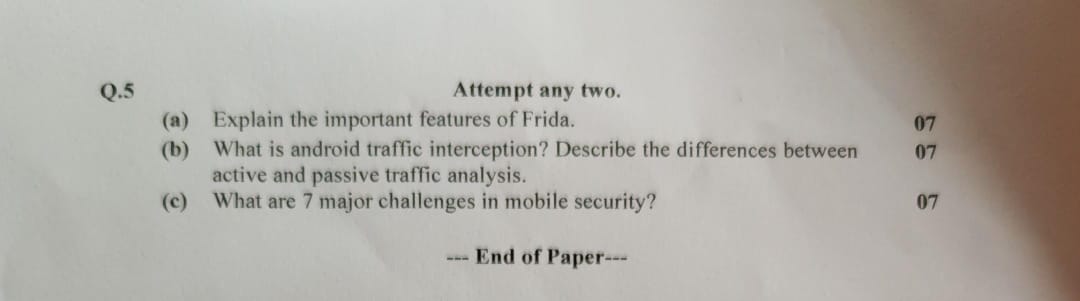 Q.5 Attempt any two.
(a) Explain the important features of Frida. 07
(b) What is android traffic interception? Describe the differences between 07
active and passive traffic analysis.
(c) What are 7 major challenges in mobile security? 07
--- End of Paper---